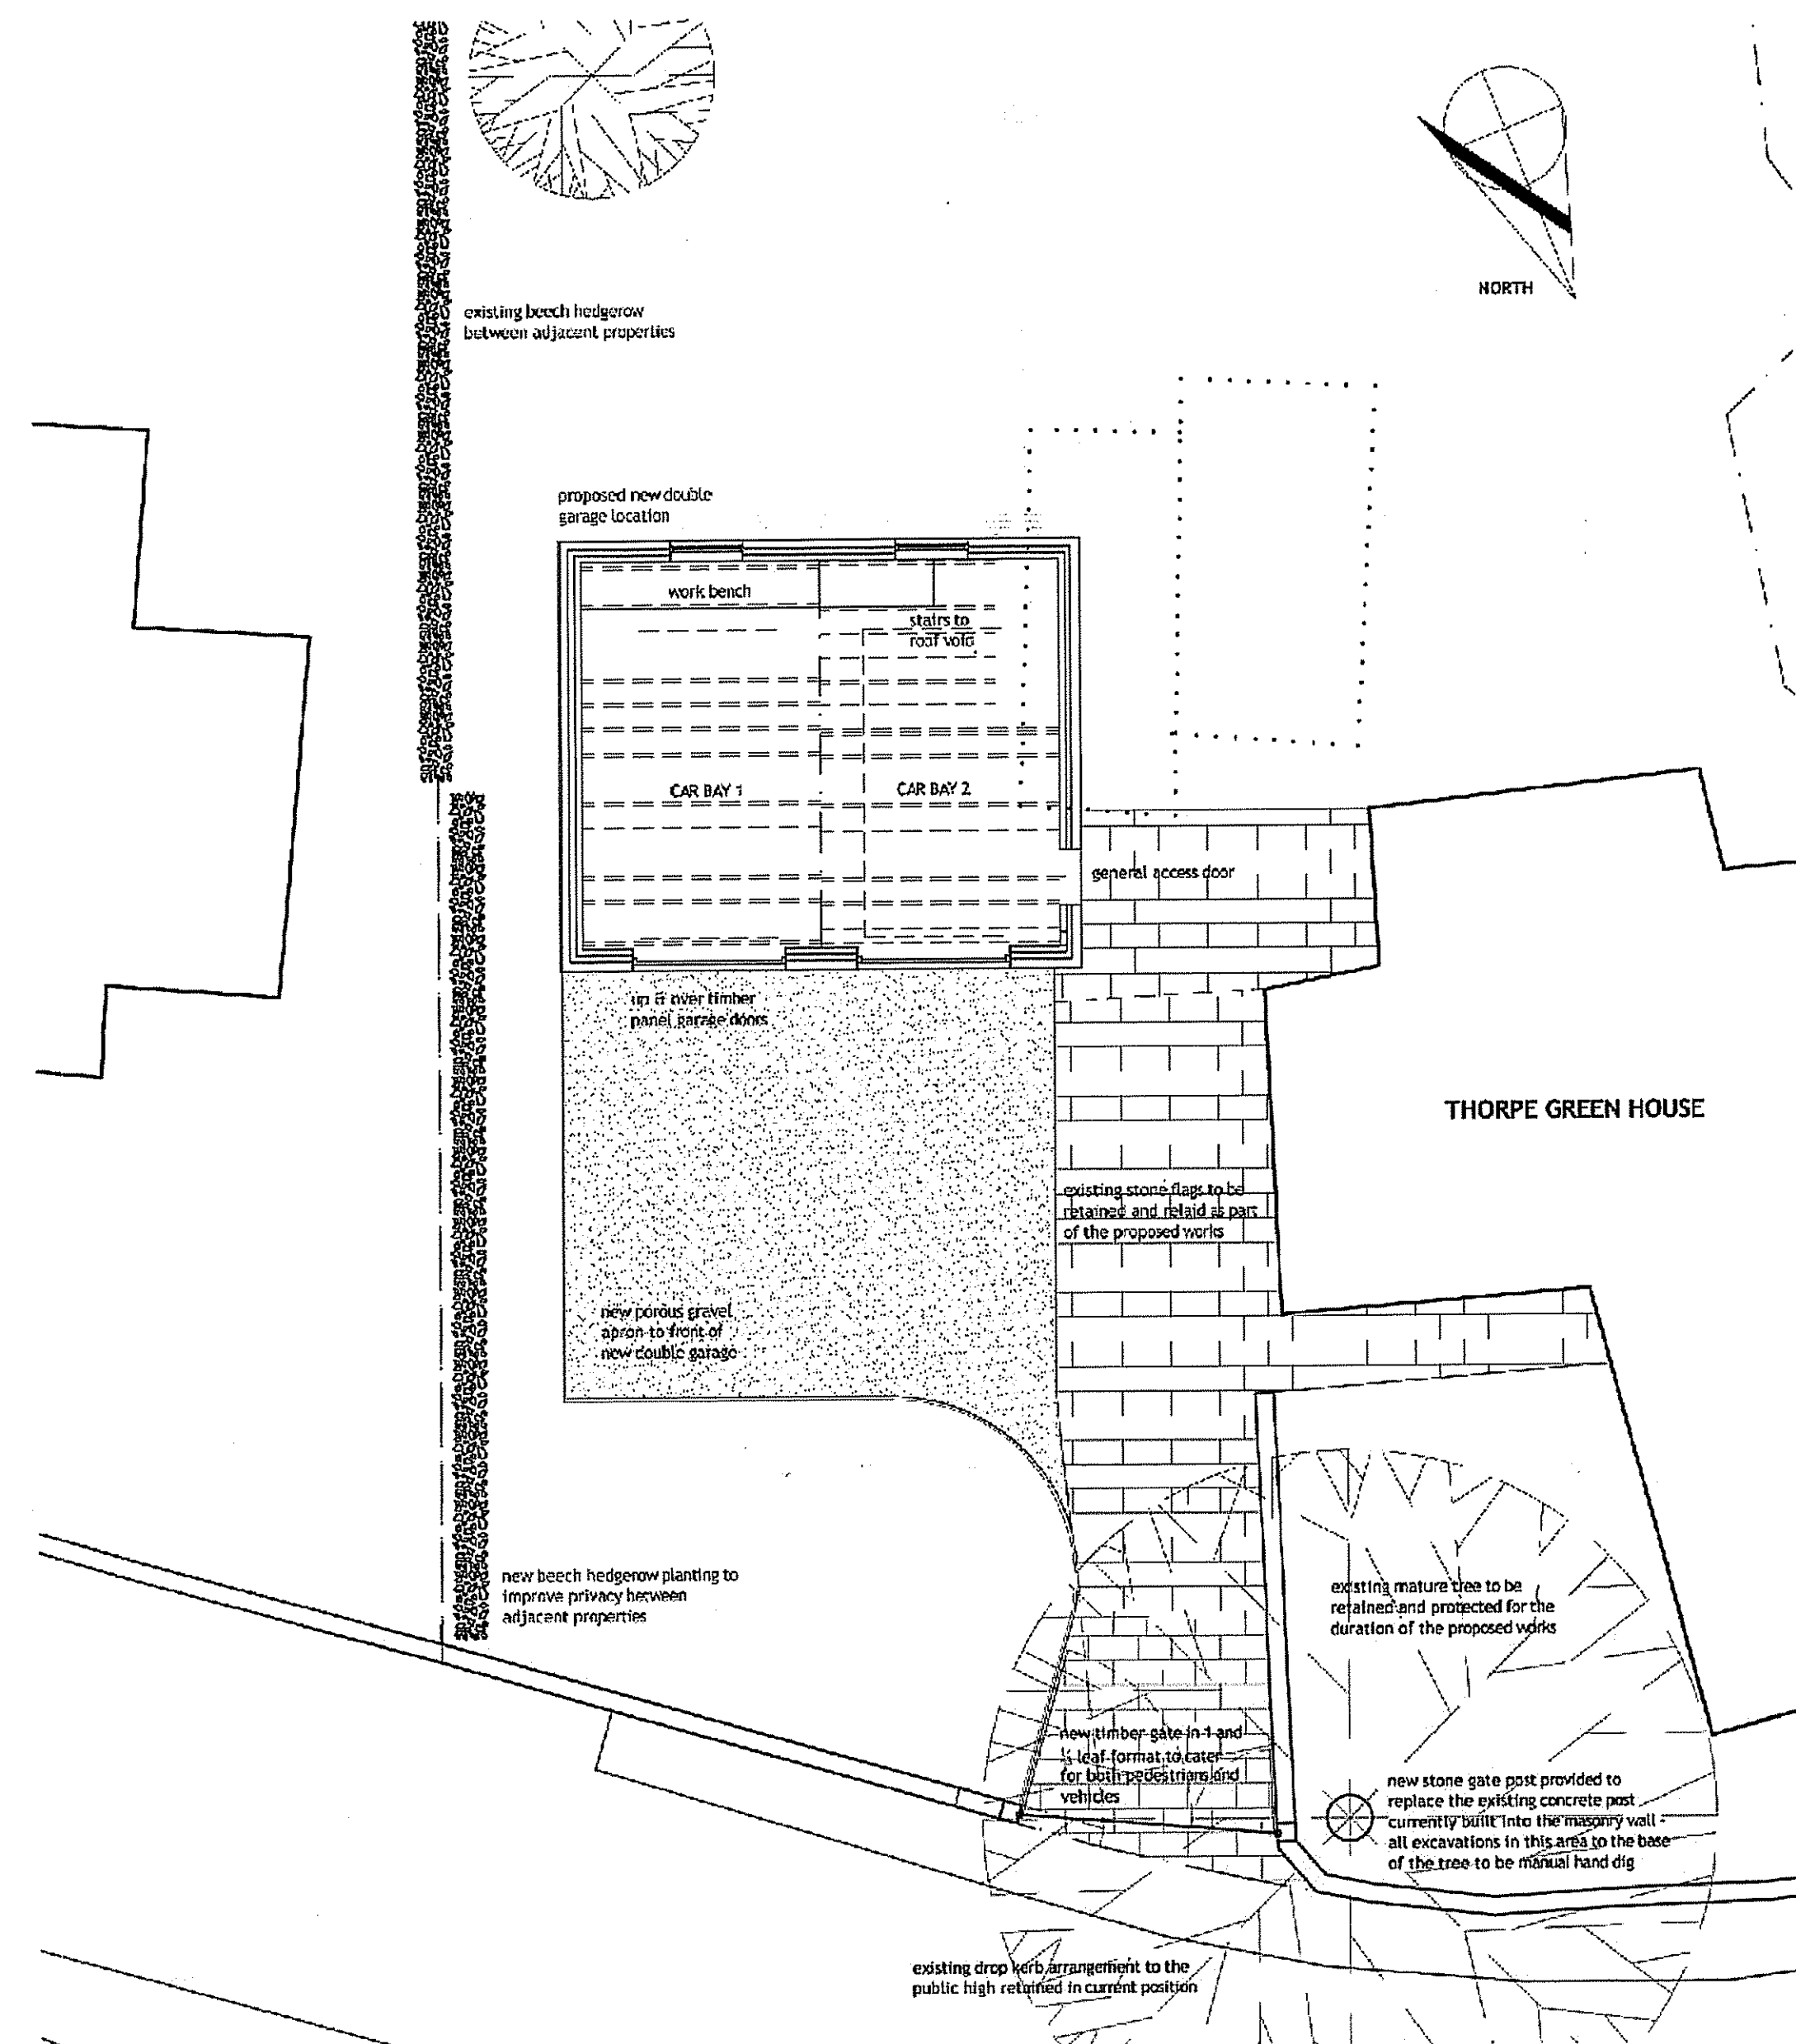 NORTH
existing beech hedgerow
between adjacent properties
proposed new double
garage location
work bench
stairs to
roof void
CAR BAY 1
CAR BAY 2
general access door
up & over timber
panel garage doors
THORPE GREEN HOUSE
existing stone flags to be
retained and relaid as part
of the proposed works
new porous gravel
apron to front of
new double garage
new beech hedgerow planting to
improve privacy between
adjacent properties
existing mature tree to be
retained and protected for the
duration of the proposed works
new timber gate in 1 and
½ leaf format to cater
for both pedestrians and
vehicles
new stone gate post provided to
replace the existing concrete post
currently built into the masonry wall -
all excavations in this area to the base
of the tree to be manual hand dig
existing drop kerb arrangement to the
public high retained in current position